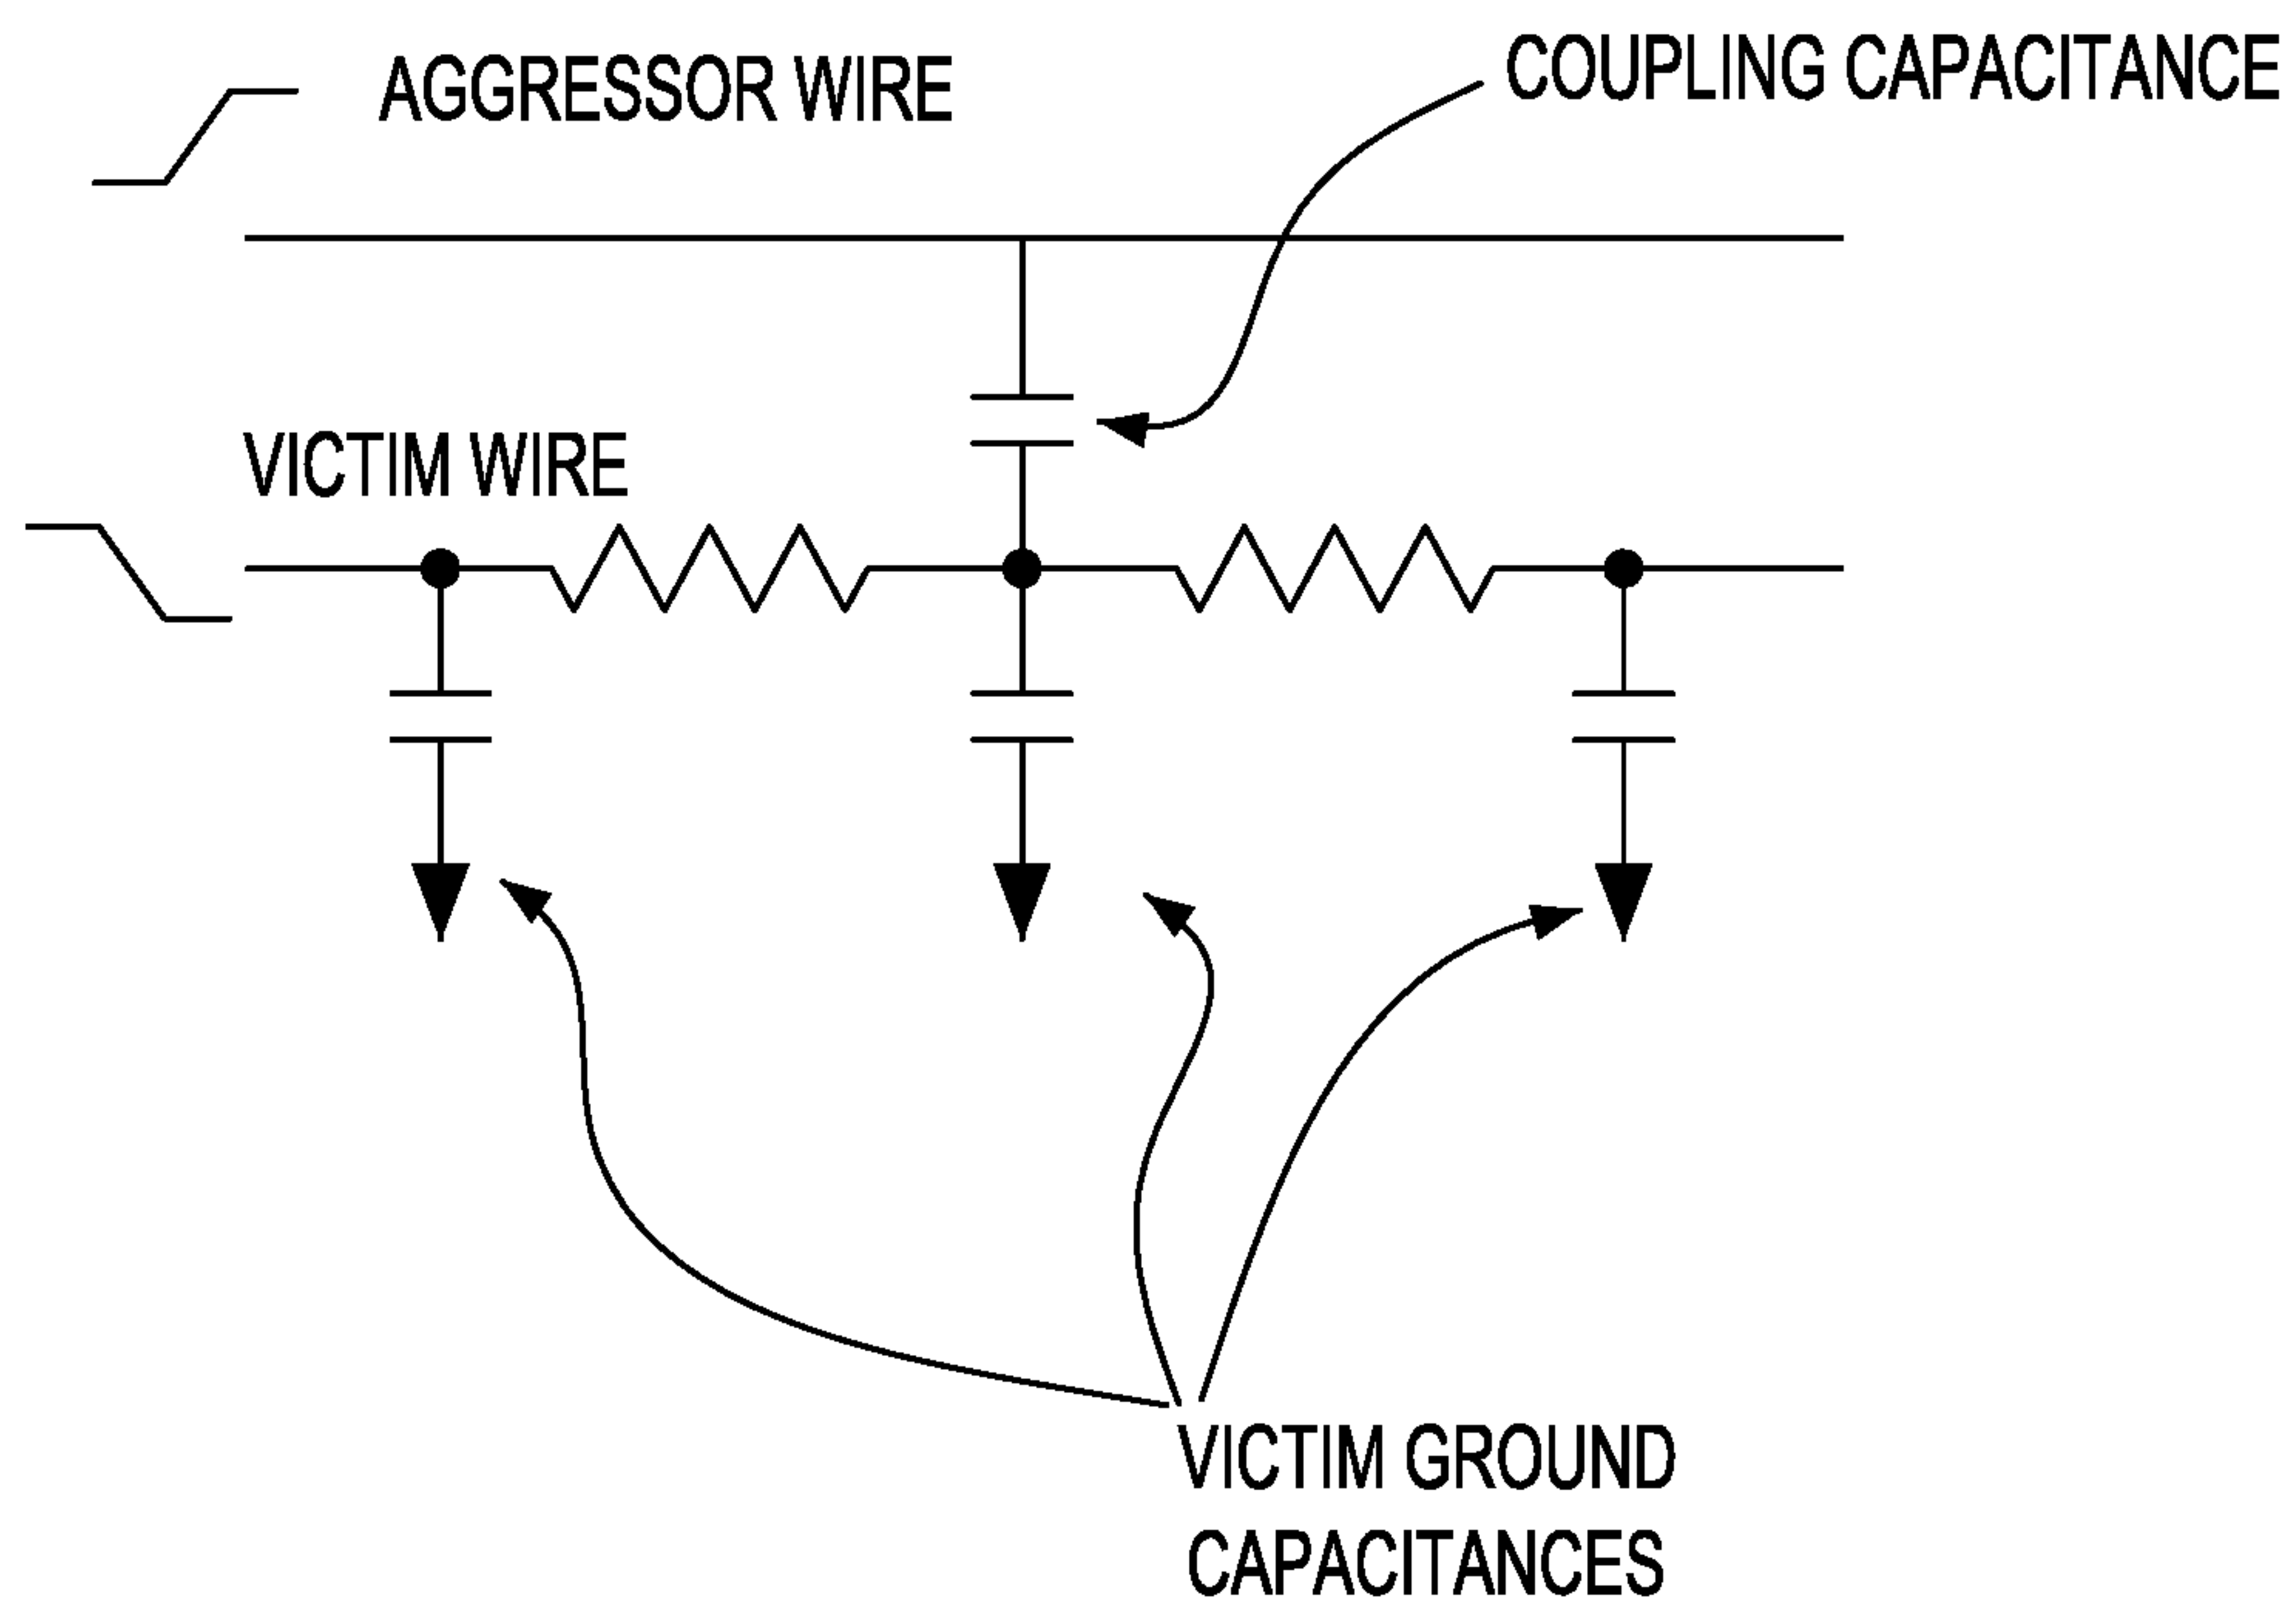 AGGRESSOR WIRE
COUPLING CAPACITANCE
VICTIM WIRE
VICTIM GROUND
CAPACITANCES